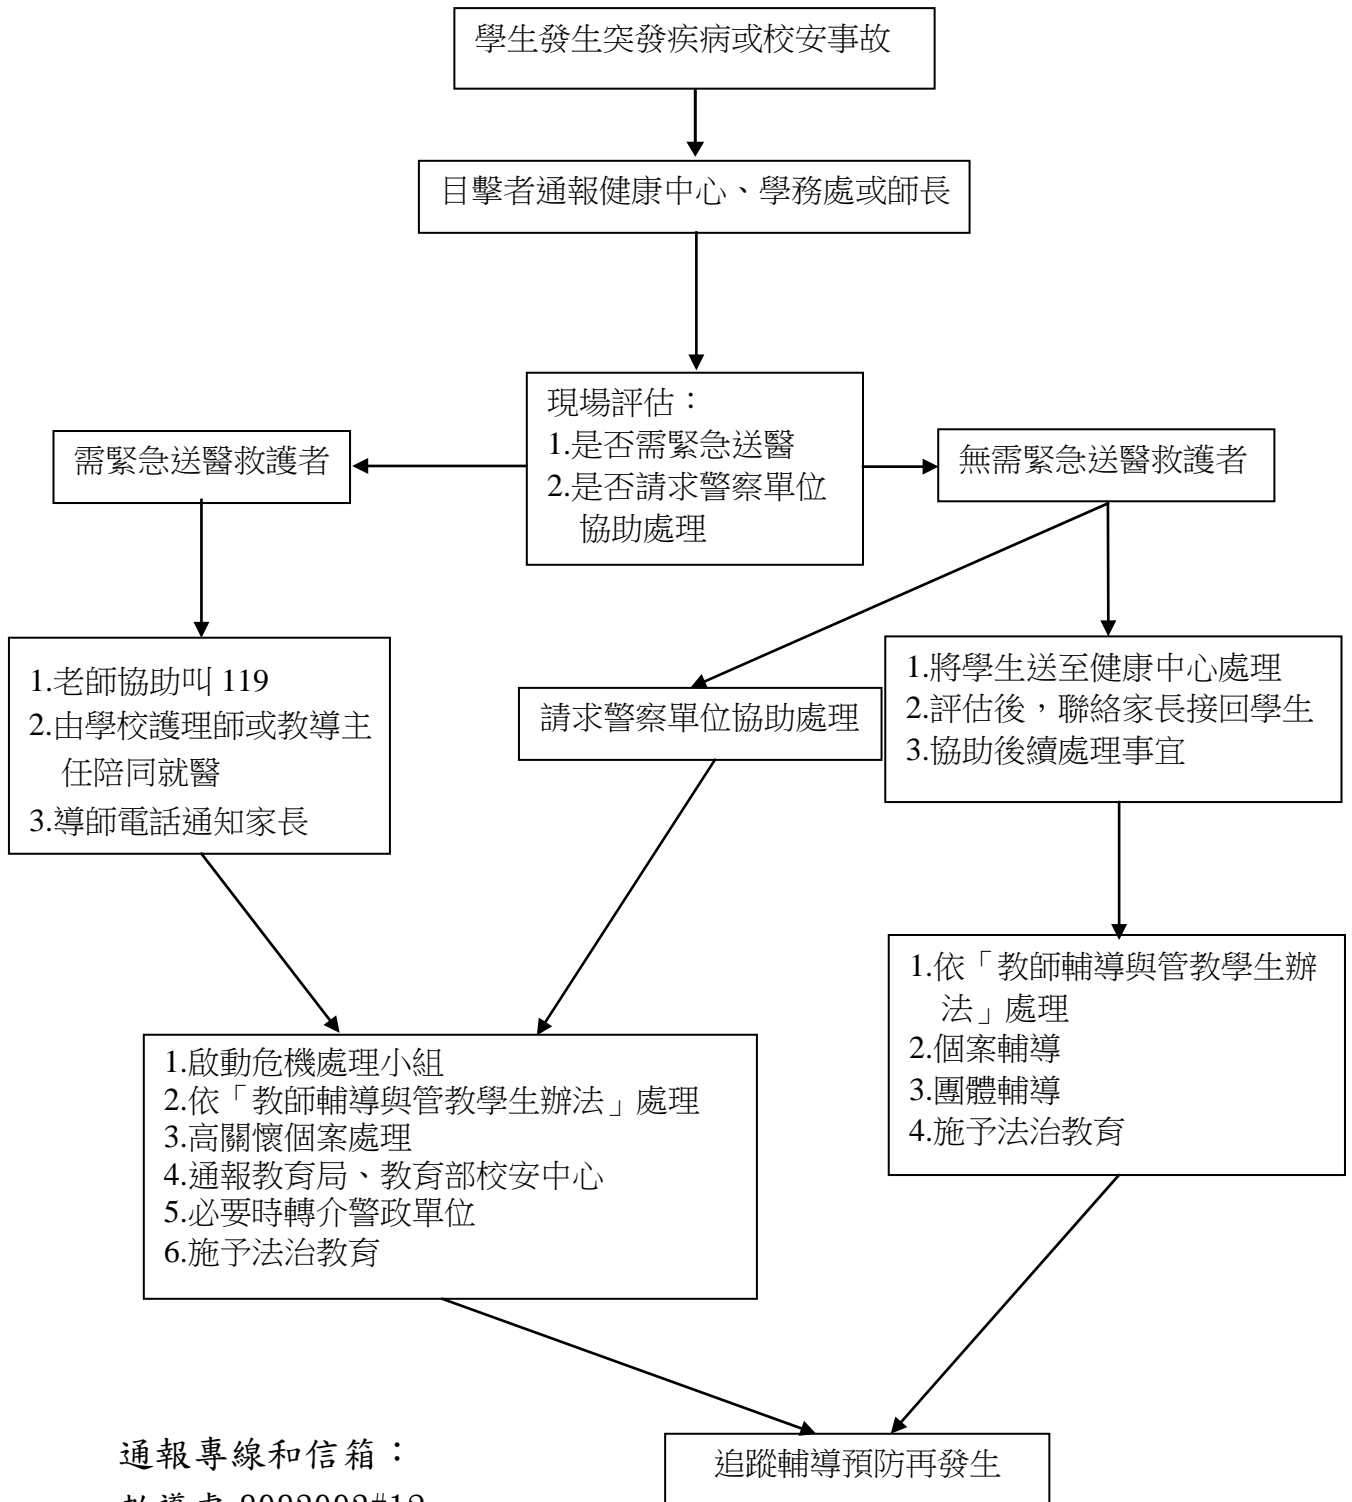 學生發生突發疾病或校安事故
目擊者通報健康中心、學務處或師長
現場評估：
1.是否需緊急送醫
2.是否請求警察單位
協助處理
需緊急送醫救護者
無需緊急送醫救護者
1.老師協助叫 119
2.由學校護理師或教導主
任陪同就醫
3.導師電話通知家長
請求警察單位協助處理
1.將學生送至健康中心處理
2.評估後，聯絡家長接回學生
3.協助後續處理事宜
1.依「教師輔導與管教學生辦
法」處理
2.個案輔導
3.團體輔導
4.施予法治教育
1.啟動危機處理小組
2.依「教師輔導與管教學生辦法」處理
3.高關懷個案處理
4.通報教育局、教育部校安中心
5.必要時轉介警政單位
6.施予法治教育
追蹤輔導預防再發生
通報專線和信箱：